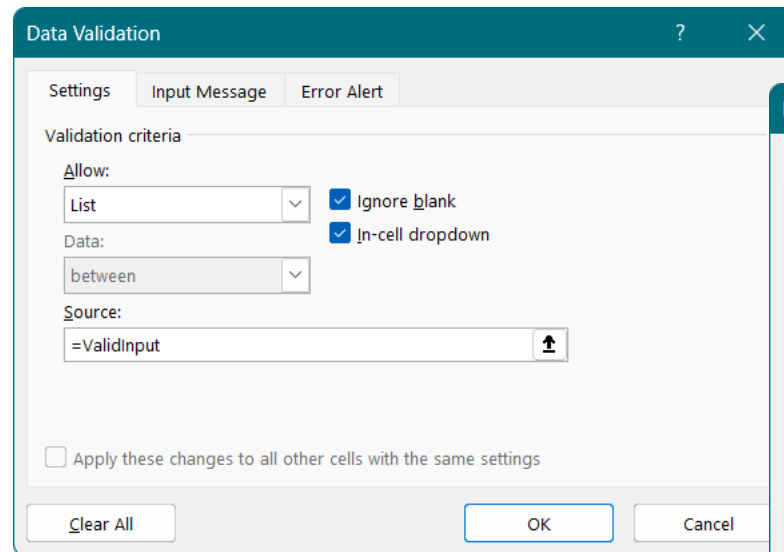 Data Validation ?
Settings Input Message Error Alert
Validation criteria
Allow:
List
Ignore blank
In-cell dropdown
Data:
between
Source:
=ValidInput
Apply these changes to all other cells with the same settings
Clear All OK Cancel